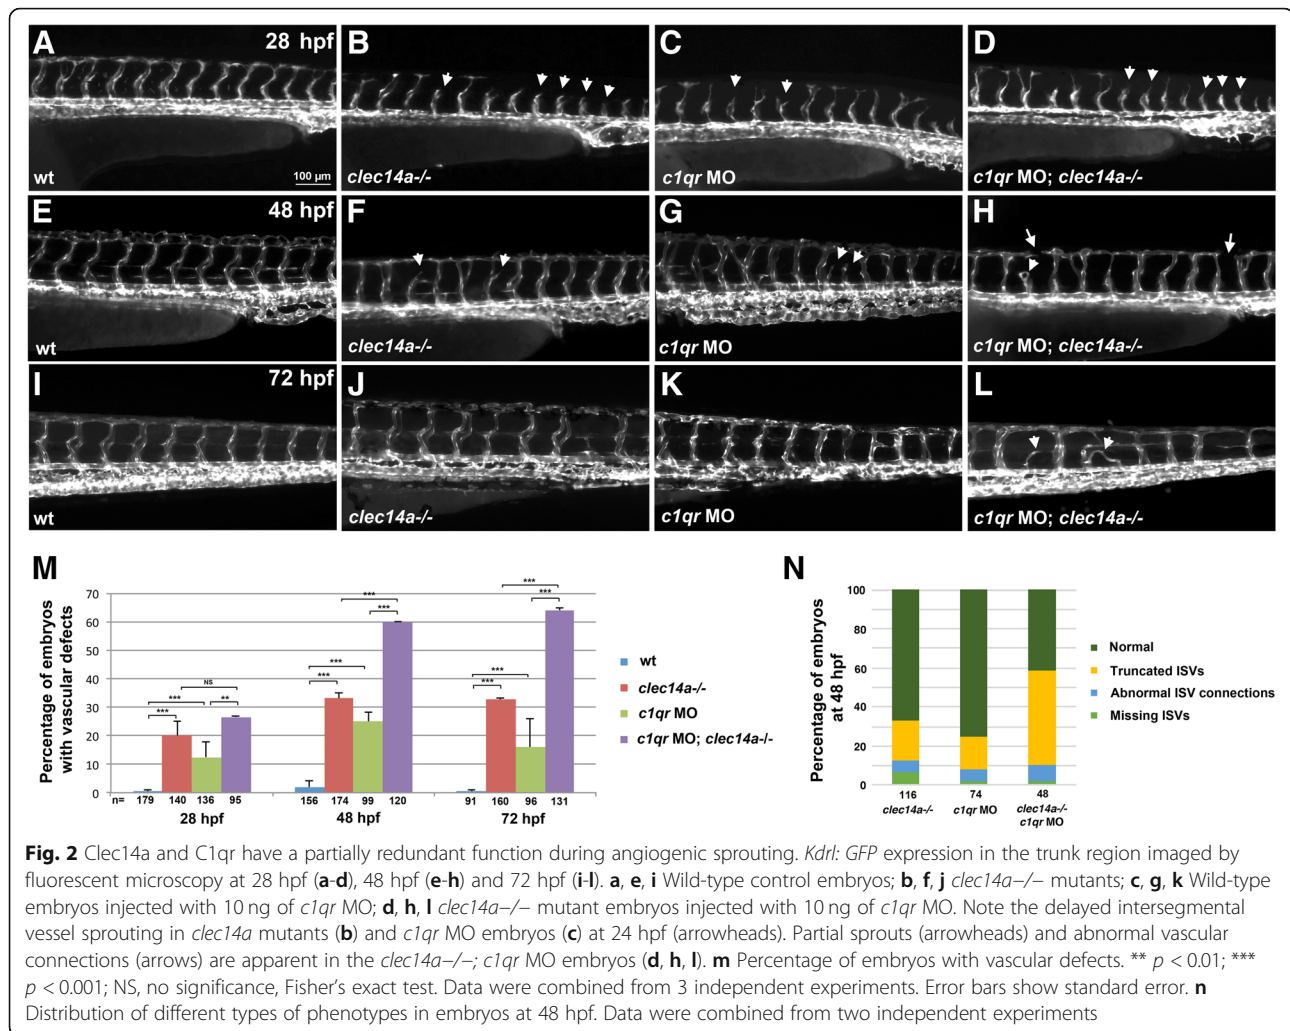 A
28 hpf
wt
100 µm
B
clec14a-/-
C
c1qr MO
D
c1qr MO; clec14a-/-
E
48 hpf
wt
F
clec14a-/-
G
c1qr MO
H
c1qr MO; clec14a-/-
I
72 hpf
wt
J
clec14a-/-
K
c1qr MO
L
c1qr MO; clec14a-/-
M
Percentage of embryos
with vascular defects
70
60
50
40
30
20
10
0
*** *** NS **
*** *** *** ***
*** *** *** ***
n= 179 140 136 95 156 174 99 120 91 160 96 131
28 hpf 48 hpf 72 hpf
wt
clec14a-/-
c1qr MO
c1qr MO; clec14a-/-
N
Percentage of embryos
at 48 hpf
100
80
60
40
20
0
116 74 48
clec14a-/- c1qr MO clec14a-/-
c1qr MO
Normal
Truncated ISVs
Abnormal ISV connections
Missing ISVs
Fig. 2 Clec14a and C1qr have a partially redundant function during angiogenic sprouting. Kdrl: GFP expression in the trunk region imaged by
fluorescent microscopy at 28 hpf (a-d), 48 hpf (e-h) and 72 hpf (i-l). a, e, i Wild-type control embryos; b, f, j clec14a−/− mutants; c, g, k Wild-type
embryos injected with 10 ng of c1qr MO; d, h, l clec14a−/− mutant embryos injected with 10 ng of c1qr MO. Note the delayed intersegmental
vessel sprouting in clec14a mutants (b) and c1qr MO embryos (c) at 24 hpf (arrowheads). Partial sprouts (arrowheads) and abnormal vascular
connections (arrows) are apparent in the clec14a−/−; c1qr MO embryos (d, h, l). m Percentage of embryos with vascular defects. ** p < 0.01; ***
p < 0.001; NS, no significance, Fisher's exact test. Data were combined from 3 independent experiments. Error bars show standard error. n
Distribution of different types of phenotypes in embryos at 48 hpf. Data were combined from two independent experiments